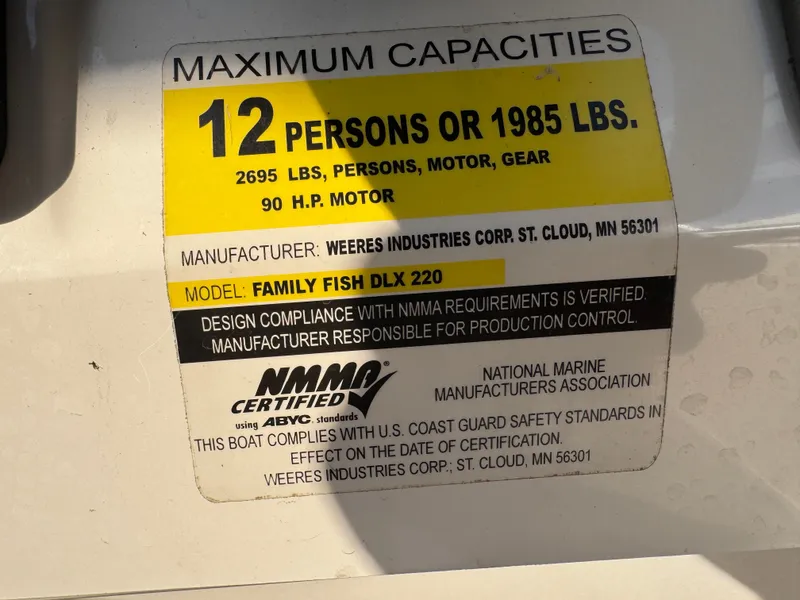 MAXIMUM CAPACITIES
12 PERSONS OR 1985 LBS.
2695 LBS, PERSONS, MOTOR, GEAR
90 H.P. MOTOR
MANUFACTURER: WEERES INDUSTRIES CORP. ST. CLOUD, MN 56301
MODEL: FAMILY FISH DLX 220
DESIGN COMPLIANCE WITH NMMA REQUIREMENTS IS VERIFIED.
MANUFACTURER RESPONSIBLE FOR PRODUCTION CONTROL.
NMMA®
CERTIFIED
using ABYC standards
NATIONAL MARINE
MANUFACTURERS ASSOCIATION
THIS BOAT COMPLIES WITH U.S. COAST GUARD SAFETY STANDARDS IN
EFFECT ON THE DATE OF CERTIFICATION.
WEERES INDUSTRIES CORP.; ST. CLOUD, MN 56301